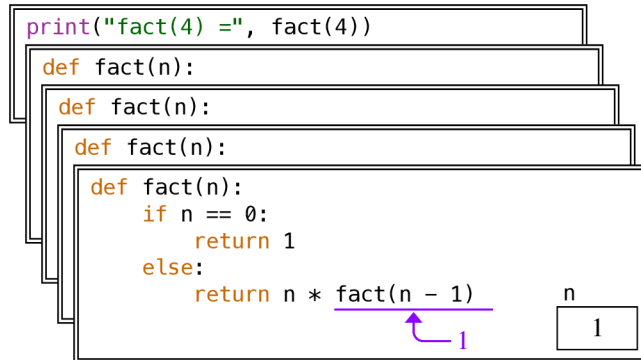 print("fact(4) =", fact(4))
def fact(n):
def fact(n):
def fact(n):
def fact(n):
    if n == 0:
        return 1
    else:
        return n * fact(n − 1)
n
1
1